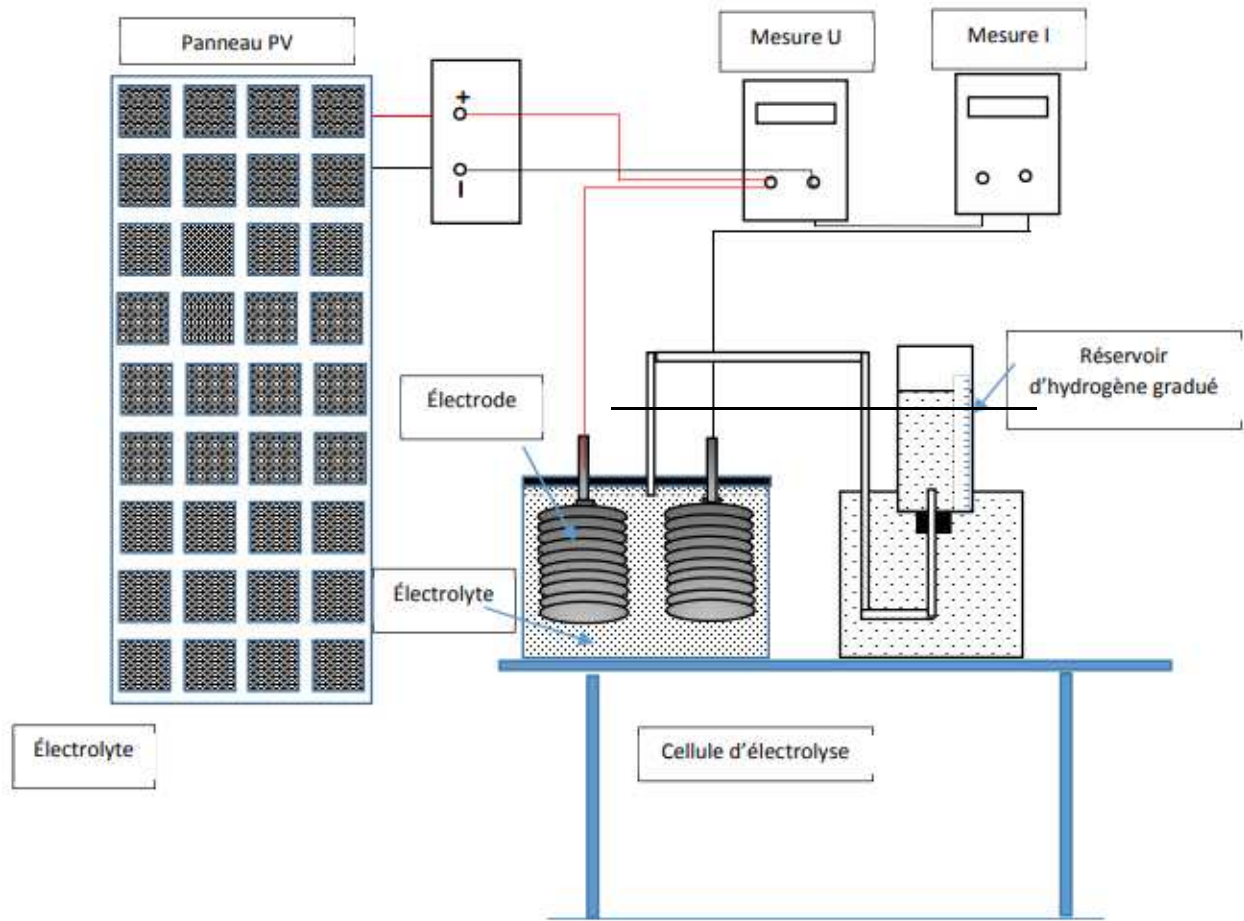 Panneau PV
Mesure U
Mesure I
+
−
Réservoir
d'hydrogène gradué
Électrode
Électrolyte
Électrolyte
Cellule d'électrolyse